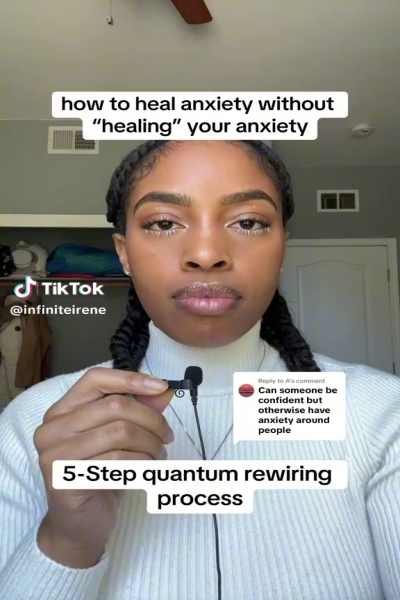 how to heal anxiety without
“healing” your anxiety
TikTok
@infiniteirene
Reply to A's comment
Can someone be
confident but
otherwise have
anxiety around
people
5-Step quantum rewiring
process